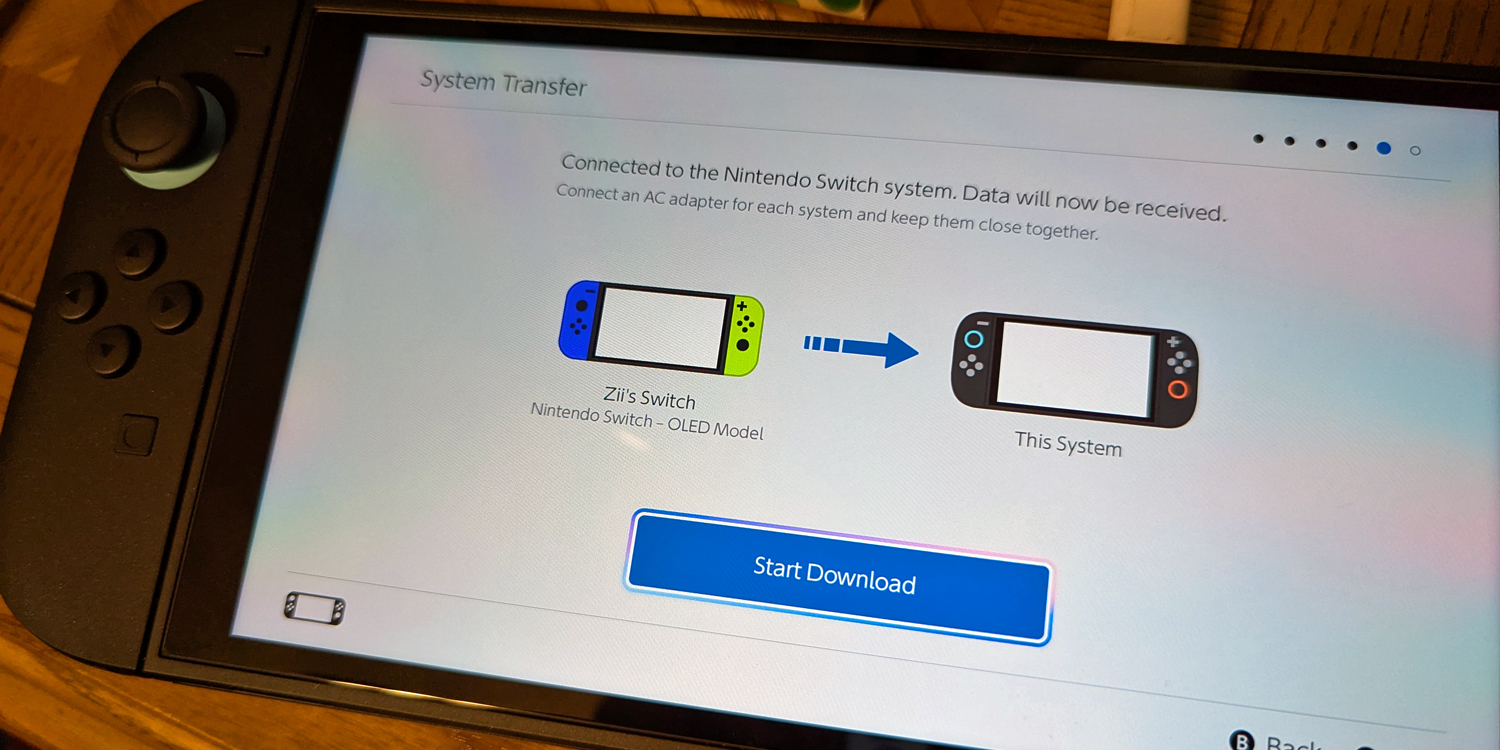 System Transfer
Connected to the Nintendo Switch system. Data will now be received.
Connect an AC adapter for each system and keep them close together.
Zii's Switch
Nintendo Switch – OLED Model
This System
Start Download
B Back